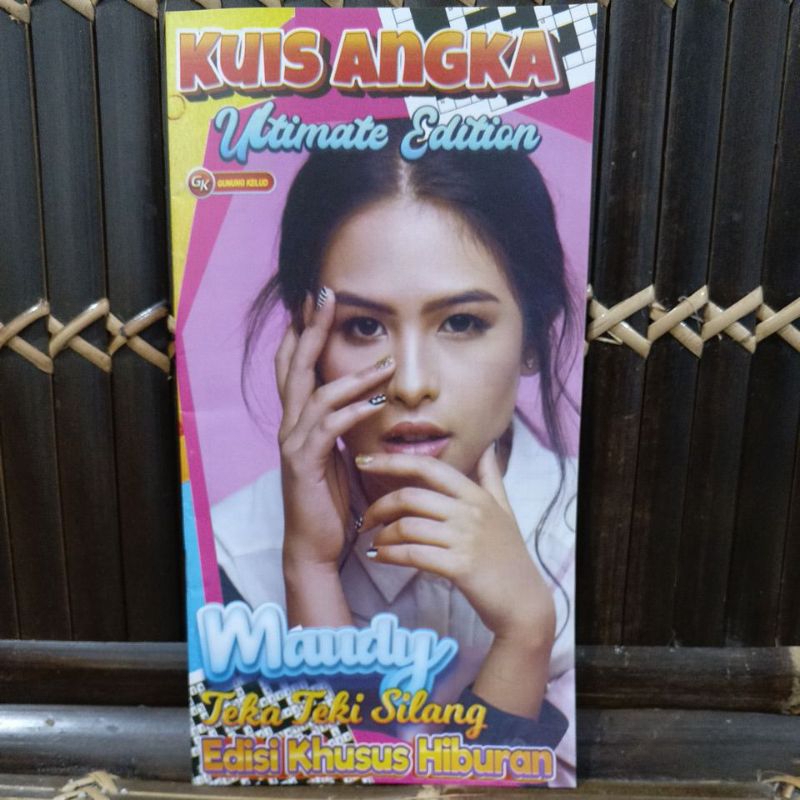 KUIS ANGKA
Ultimate Edition
GK GUNUNG KELUD
Maudy
Teka Teki Silang
Edisi Khusus Hiburan